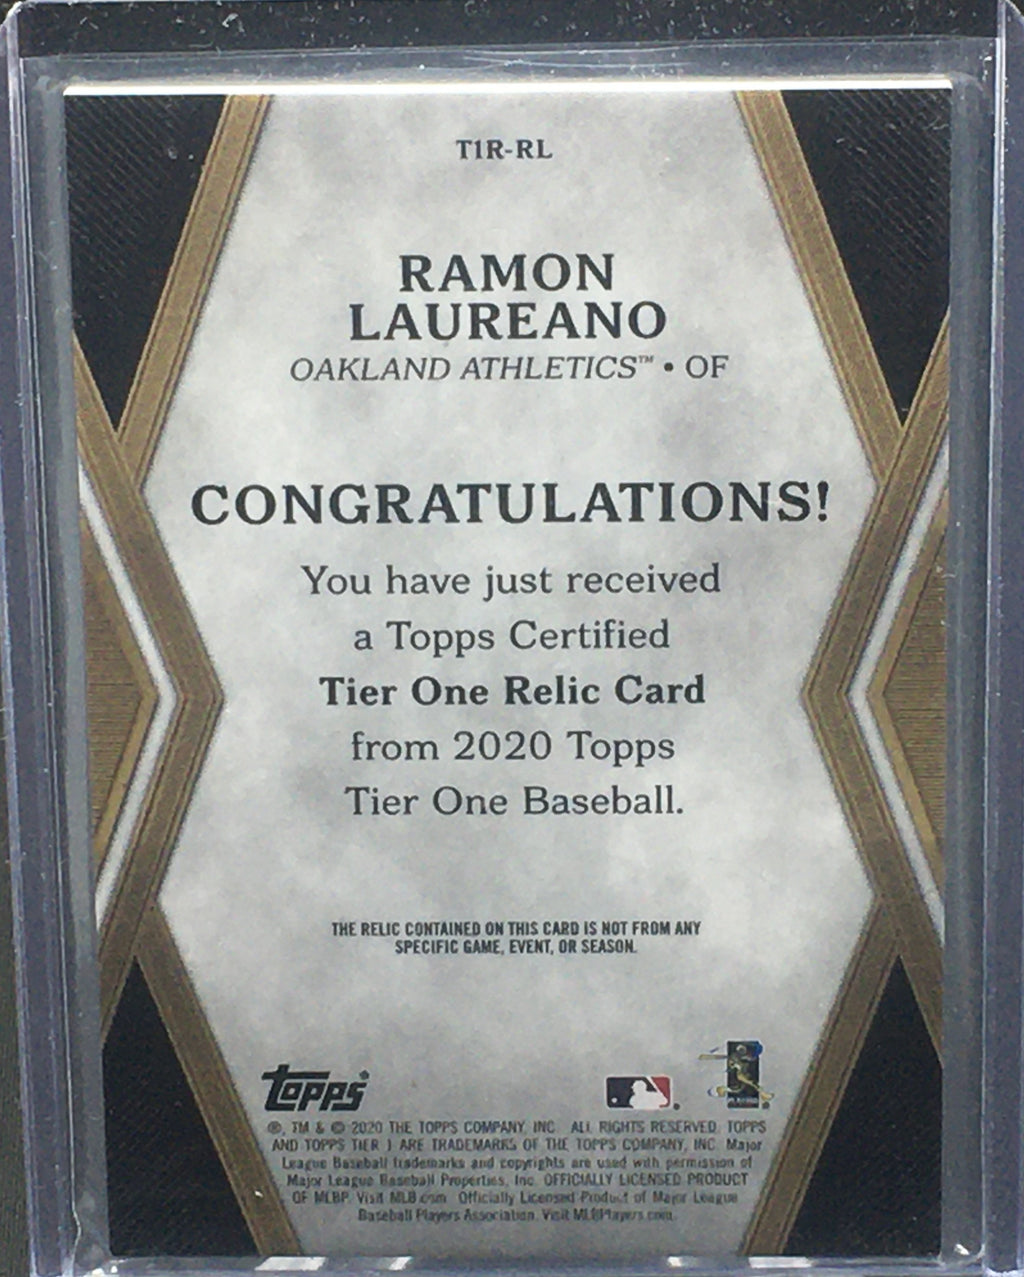 T1R-RL
RAMON
LAUREANO
OAKLAND ATHLETICS™ • OF
CONGRATULATIONS!
You have just received
a Topps Certified
Tier One Relic Card
from 2020 Topps
Tier One Baseball.
THE RELIC CONTAINED ON THIS CARD IS NOT FROM ANY
SPECIFIC GAME, EVENT, OR SEASON.
topps®
®, TM & © 2020 THE TOPPS COMPANY, INC. ALL RIGHTS RESERVED. TOPPS
AND TOPPS TIER 1 ARE TRADEMARKS OF THE TOPPS COMPANY, INC. Major
League Baseball trademarks and copyrights are used with permission of
Major League Baseball Properties, Inc. OFFICIALLY LICENSED PRODUCT
OF MLBP. Visit MLB.com. Officially Licensed Product of Major League
Baseball Players Association. Visit MLBPlayers.com.